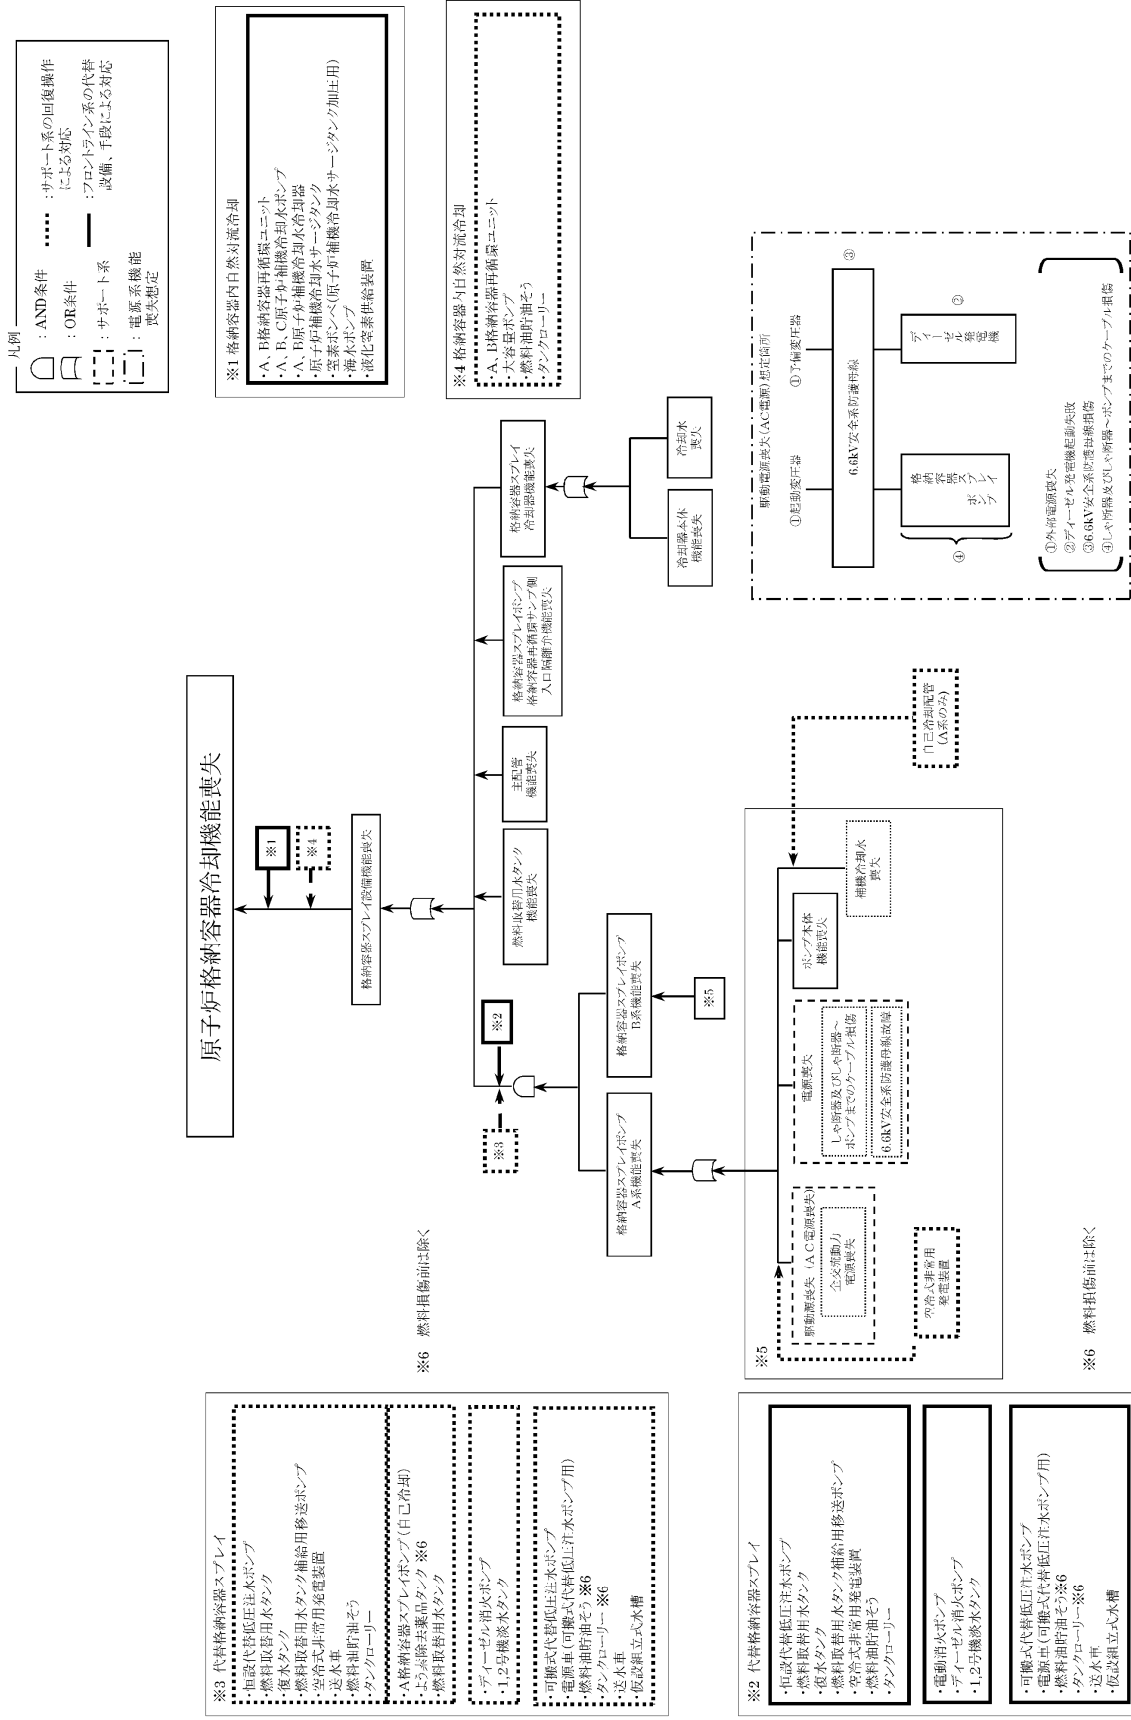 凡例
：AND条件
：OR条件
：サポート系
：電源系機能
喪失想定
：サポート系の回復操作
による対応
：フロントライン系の代替
設備、手段による対応
原子炉格納容器冷却機能喪失
※1
※4
格納容器スプレイ設備機能喪失
※3
※2
燃料取替用水タンク
機能喪失
主配管
機能喪失
格納容器スプレイポンプ
格納容器再循環サンプ側
入口隔離弁機能喪失
格納容器スプレイ
冷却器機能喪失
冷却器本体
機能喪失
冷却水
喪失
格納容器スプレイポンプ
A系機能喪失
格納容器スプレイポンプ
B系機能喪失
※5
※5
駆動源喪失（AC電源喪失）
全交流動力
電源喪失
電源喪失
しゃ断器及びしゃ断器～
ポンプまでのケーブル損傷
6.6kV安全系防護母線故障
ポンプ本体
機能喪失
補機冷却水
喪失
空冷式非常用
発電装置
自己冷却配管
(A系のみ)
※1 格納容器内自然対流冷却
・A、B格納容器再循環ユニット
・A、B、C原子炉補機冷却水ポンプ
・A、B原子炉補機冷却水冷却器
・原子炉補機冷却水サージタンク
・窒素ボンベ(原子炉補機冷却水サージタンク加圧用)
・海水ポンプ
・液化窒素供給装置
※4 格納容器内自然対流冷却
・A、B格納容器再循環ユニット
・大容量ポンプ
・燃料油貯油そう
・タンクローリー
駆動電源喪失(AC電源)想定箇所
①起動変圧器
①予備変圧器
6.6kV安全系防護母線
③
格納容器スプレイポンプ
ディーゼル発電機
②
④
①外部電源喪失
②ディーゼル発電機起動失敗
③6.6kV安全系防護母線損傷
④しゃ断器及びしゃ断器～ポンプまでのケーブル損傷
※3 代替格納容器スプレイ
・恒設代替低圧注水ポンプ
・燃料取替用水タンク
・復水タンク
・燃料取替用水タンク補給用移送ポンプ
・空冷式非常用発電装置
・送水車
・燃料油貯油そう
・タンクローリー
・A格納容器スプレイポンプ(自己冷却)
・よう素除去薬品タンク ※6
・燃料取替用水タンク
・ディーゼル消火ポンプ
・1,2号機淡水タンク
・可搬式代替低圧注水ポンプ
・電源車(可搬式代替低圧注水ポンプ用)
・燃料油貯油そう※6
・タンクローリー ※6
・送水車
・仮設組立式水槽
※6 燃料損傷前は除く
※2 代替格納容器スプレイ
・恒設代替低圧注水ポンプ
・燃料取替用水タンク
・復水タンク
・燃料取替用水タンク補給用移送ポンプ
・空冷式非常用発電装置
・燃料油貯油そう
・タンクローリー
・電動消火ポンプ
・ディーゼル消火ポンプ
・1,2号機淡水タンク
・可搬式代替低圧注水ポンプ
・電源車(可搬式代替低圧注水ポンプ用)
・燃料油貯油そう※6
・タンクローリー※6
・送水車
・仮設組立式水槽
※6 燃料損傷前は除く